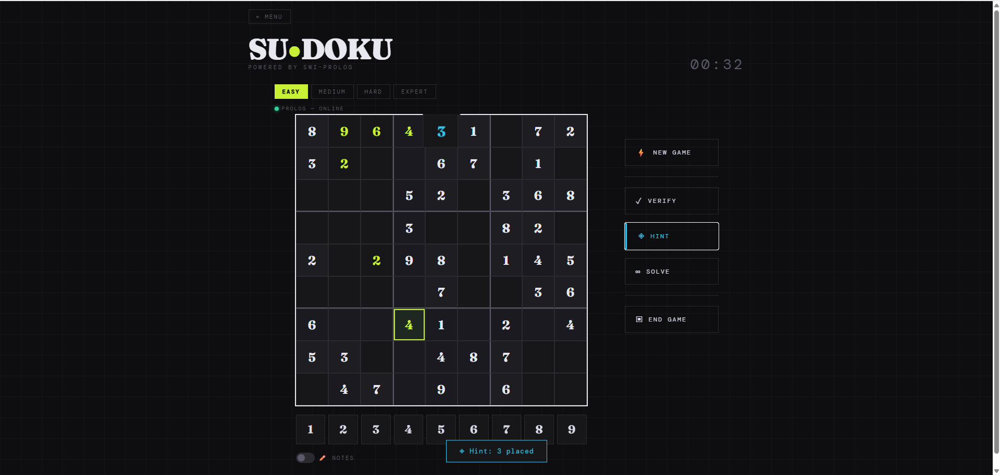 ← MENU
SU•DOKU
POWERED BY SWI-PROLOG
00:32
EASY MEDIUM HARD EXPERT
PROLOG — ONLINE
8 9 6 4 3 1 7 2
3 2 6 7 1
5 2 3 6 8
3 8 2
2 2 9 8 1 4 5
7 3 6
6 4 1 2 4
5 3 4 8 7
4 7 9 6
1 2 3 4 5 6 7 8 9
NOTES
⚡ NEW GAME
✓ VERIFY
◈ HINT
∞ SOLVE
▣ END GAME
◈ Hint: 3 placed